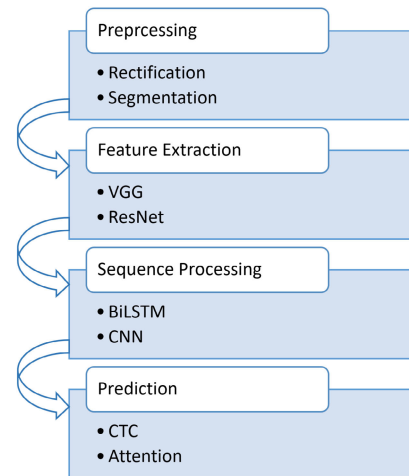 Preprcessing
• Rectification
• Segmentation
Feature Extraction
• VGG
• ResNet
Sequence Processing
• BiLSTM
• CNN
Prediction
• CTC
• Attention